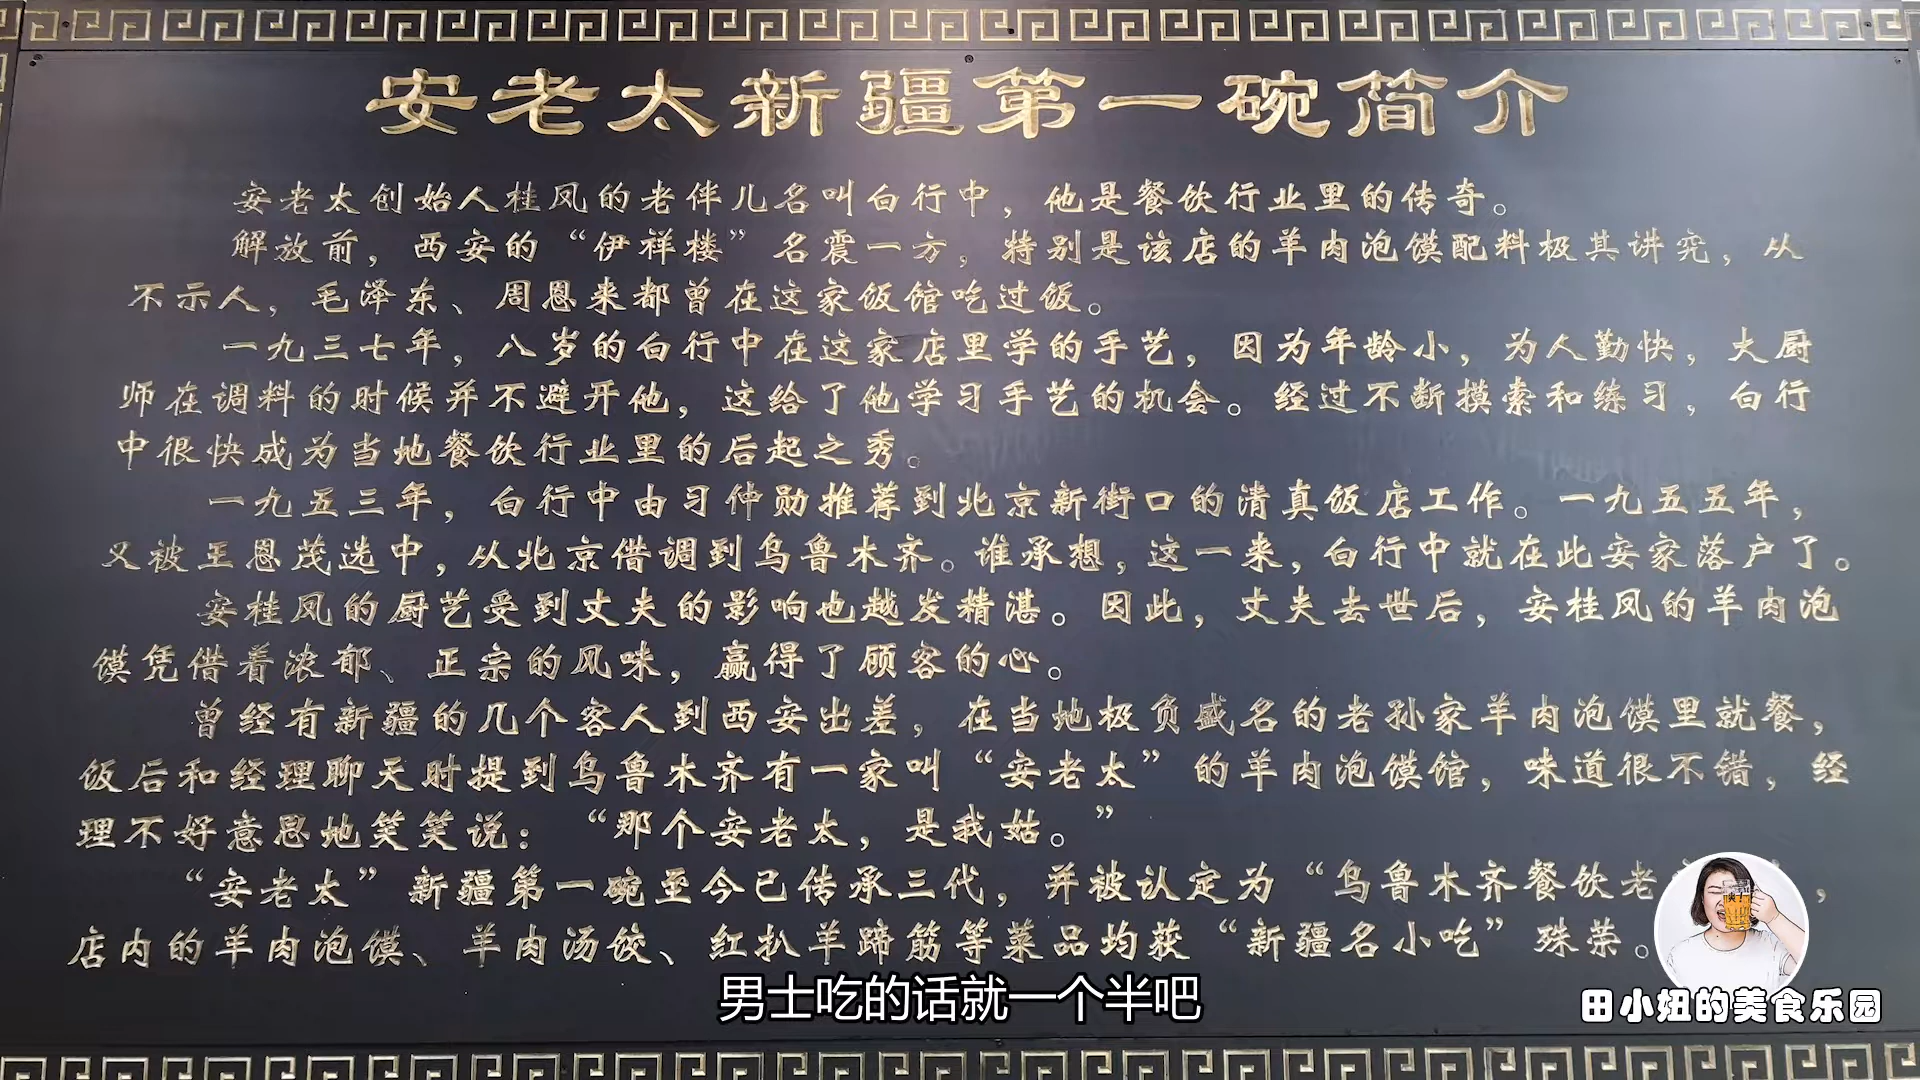 安老太新疆第一碗简介
安老太创始人桂凤的老伴儿名叫白行中，他是餐饮行业里的传奇。
解放前，西安的“伊祥楼”名震一方，特别是该店的羊肉泡馍配料极其讲究，从
不示人，毛泽东、周恩来都曾在这家饭馆吃过饭。
一九三七年，八岁的白行中在这家店里学的手艺，因为年龄小，为人勤快，大厨
师在调料的时候并不避开他，这给了他学习手艺的机会。经过不断摸索和练习，白行
中很快成为当地餐饮行业里的后起之秀。
一九五三年，白行中由习仲勋推荐到北京新街口的清真饭店工作。一九五五年，
又被王恩茂选中，从北京借调到乌鲁木齐。谁承想，这一来，白行中就在此安家落户了。
安桂凤的厨艺受到丈夫的影响也越发精湛。因此，丈夫去世后，安桂凤的羊肉泡
馍凭借着浓郁、正宗的风味，赢得了顾客的心。
曾经有新疆的几个客人到西安出差，在当地极负盛名的老孙家羊肉泡馍里就餐，
饭后和经理聊天时提到乌鲁木齐有一家叫“安老太”的羊肉泡馍馆，味道很不错，经
理不好意思地笑笑说：“那个安老太，是我姑。”
“安老太”新疆第一碗至今已传承三代，并被认定为“乌鲁木齐餐饮老，
店内的羊肉泡馍、羊肉汤饺、红扒羊蹄筋等菜品均获“新疆名小吃”殊荣。
男士吃的话就一个半吧
田小妞的美食乐园